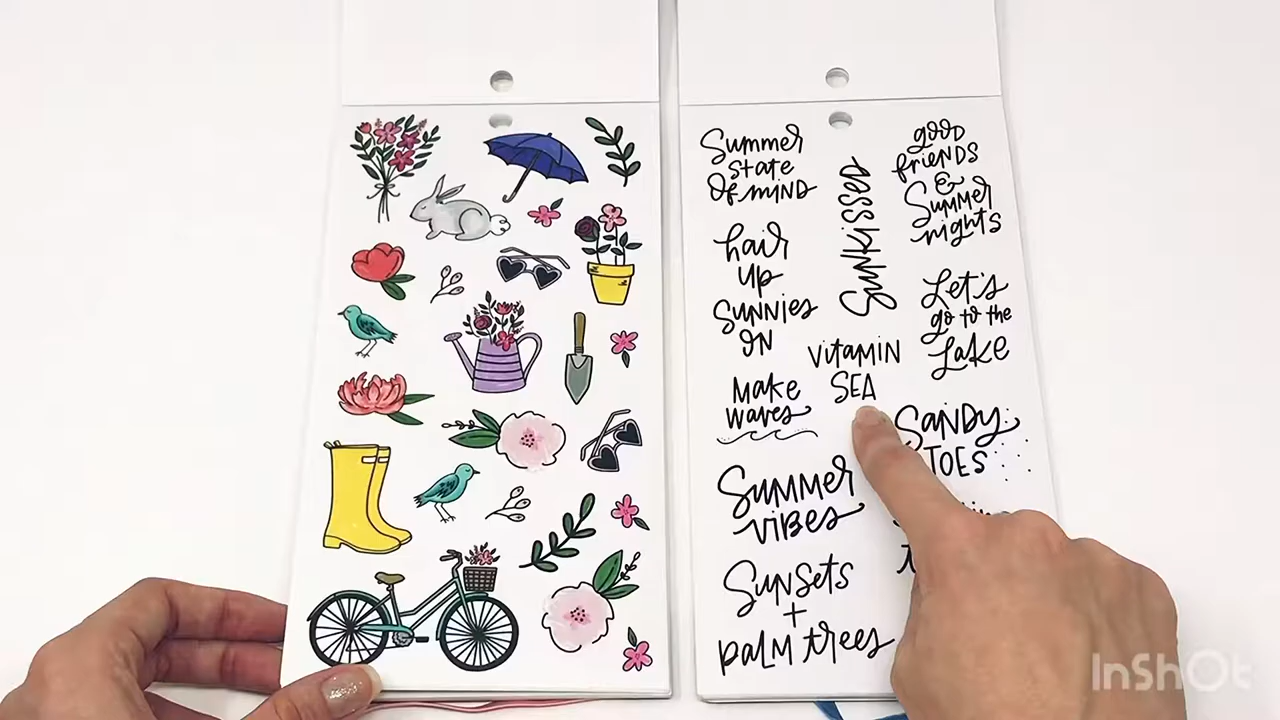 Summer
state
of mind
hair
up
sunnies
on
Make
waves
Summer
vibes
Sunsets
+
palm trees
Sunkissed
vitamin
SEA
good
friends
&
Summer
nights
Let's
go to the
Lake
Sandy
TOES
InShOt